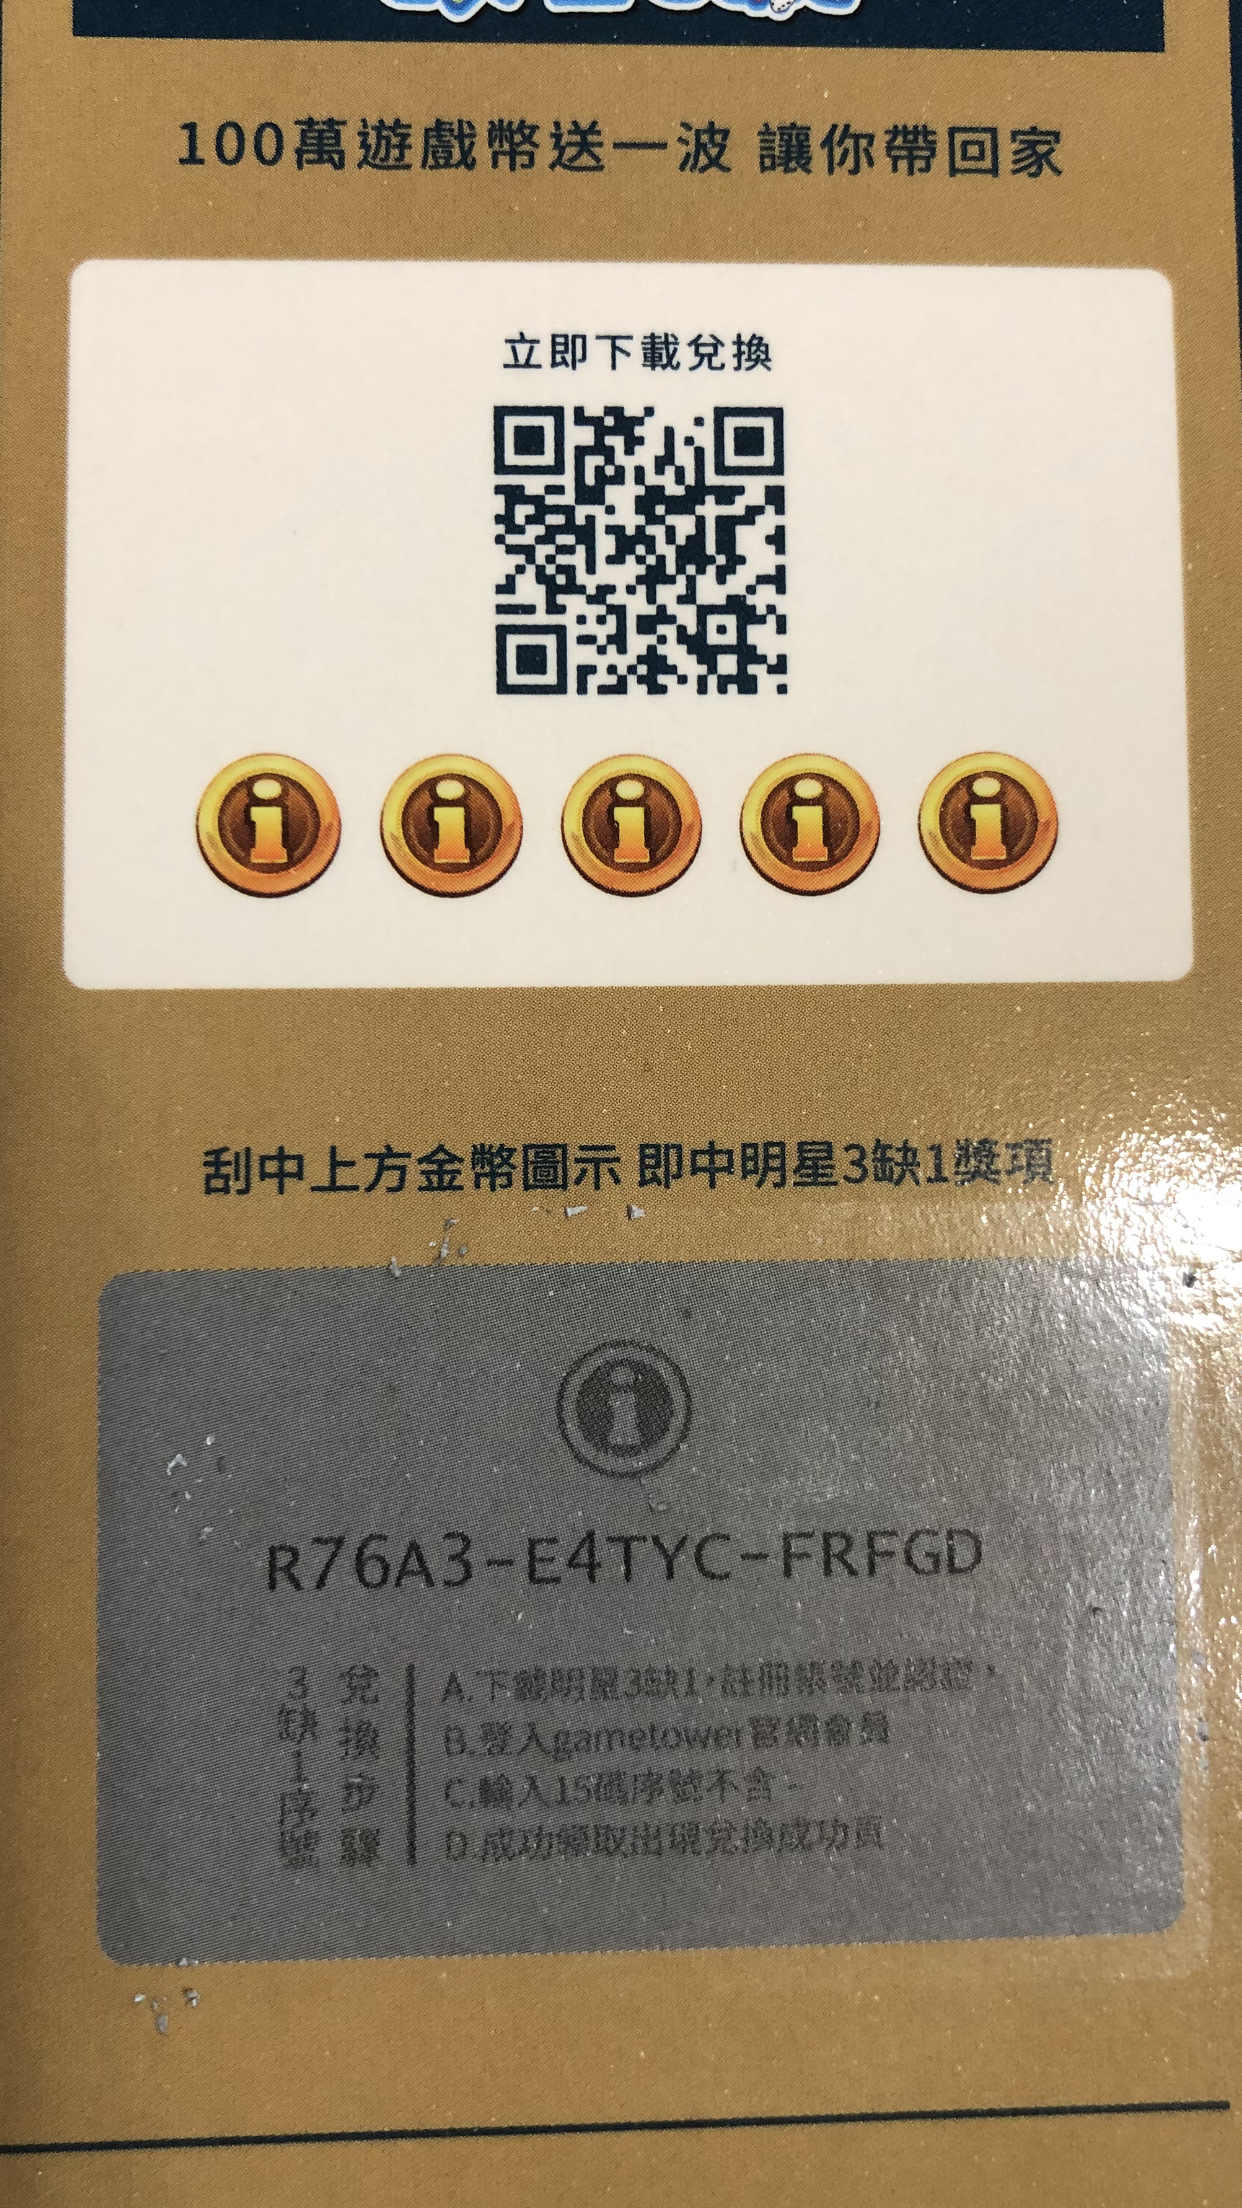 100萬遊戲幣送一波 讓你帶回家
立即下載兌換
刮中上方金幣圖示 即中明星3缺1獎項
R76A3-E4TYC-FRFGD
3缺1序號
兌換步驟
A.下載明星3缺1，註冊帳號並認證，
B.登入gametower官網會員
C.輸入15碼序號不含-
D.成功領取出現兌換成功頁